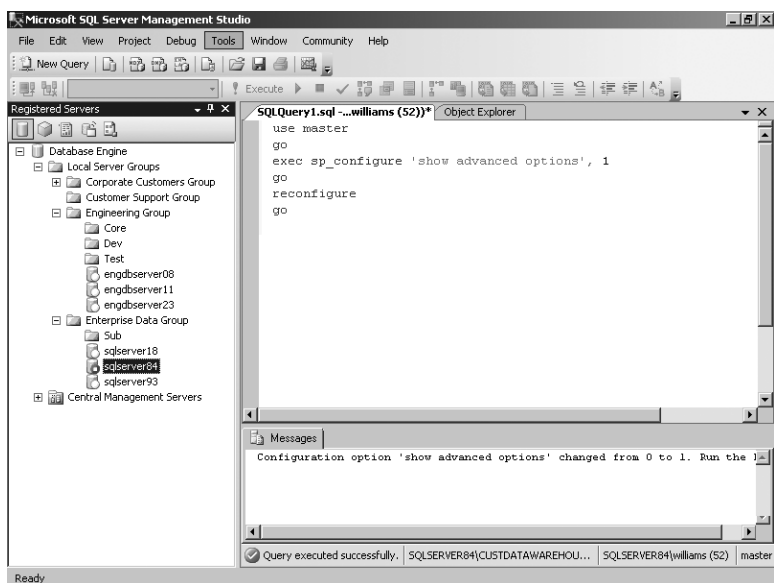 Microsoft SQL Server Management Studio
File Edit View Project Debug Tools Window Community Help
New Query
Execute
Registered Servers
SQLQuery1.sql -...williams (52))* Object Explorer
Database Engine
Local Server Groups
Corporate Customers Group
Customer Support Group
Engineering Group
Core
Dev
Test
engdbserver08
engdbserver11
engdbserver23
Enterprise Data Group
Sub
sqlserver18
sqlserver84
sqlserver93
Central Management Servers
use master
go
exec sp_configure 'show advanced options', 1
go
reconfigure
go
Messages
Configuration option 'show advanced options' changed from 0 to 1. Run the
Query executed successfully. SQLSERVER84\CUSTDATAWAREHOU... SQLSERVER84\williams (52) master
Ready